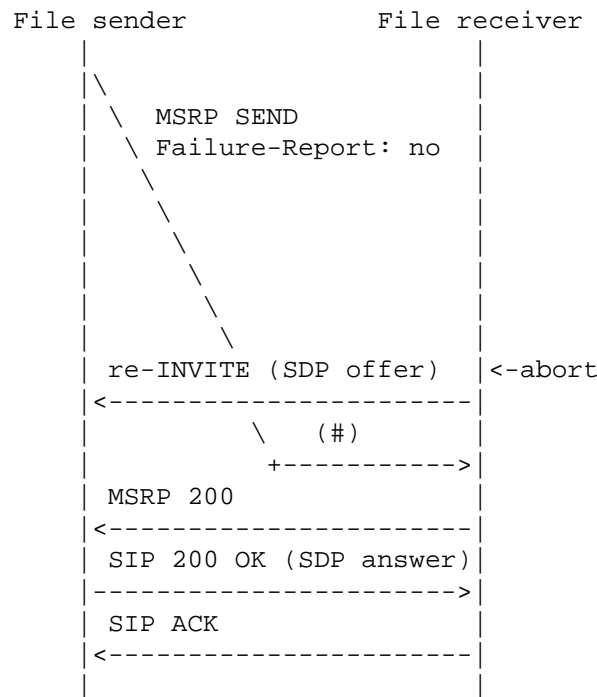 File sender File receiver
MSRP SEND
Failure-Report: no
re-INVITE (SDP offer) <-abort
(#)
MSRP 200
SIP 200 OK (SDP answer)
SIP ACK